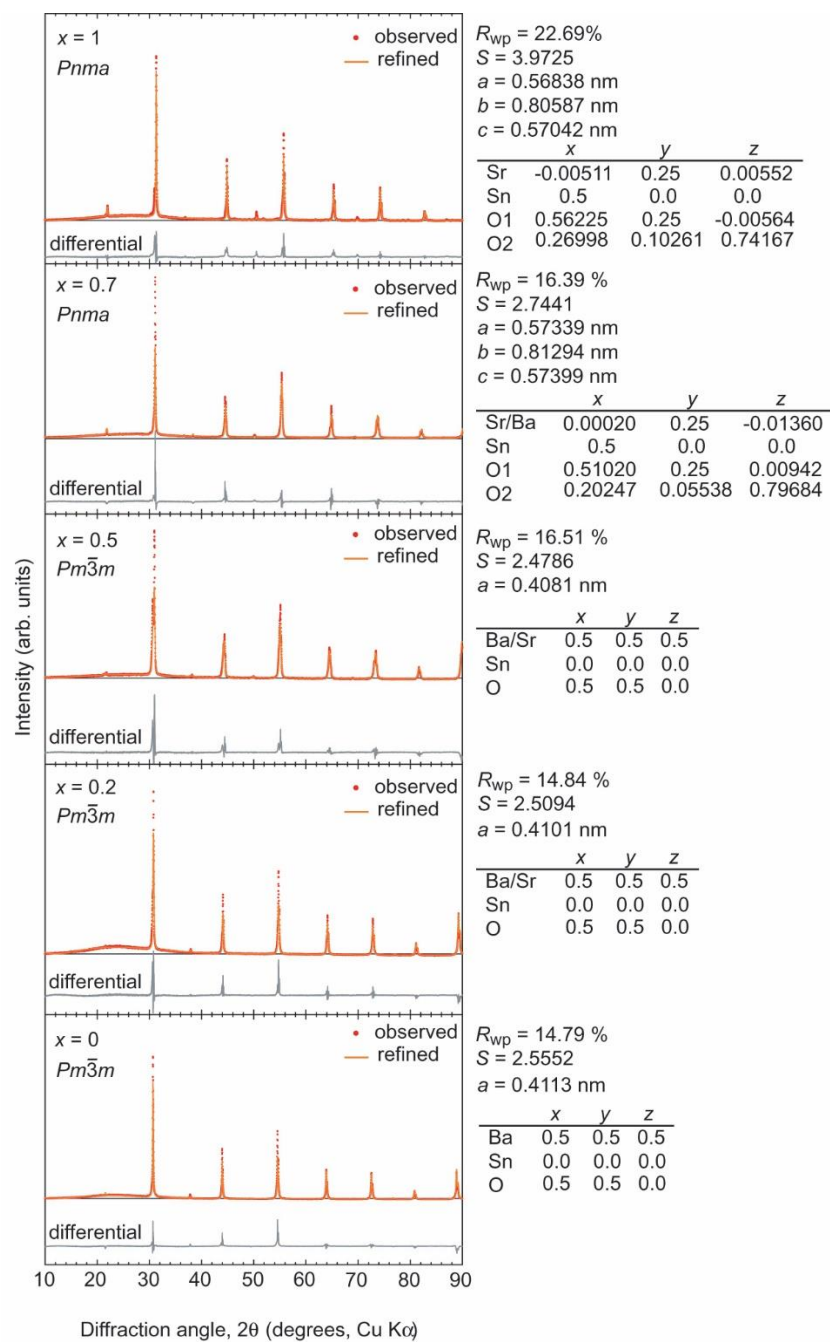 x = 1
Pnma
observed
refined
differential
R_wp = 22.69%
S = 3.9725
a = 0.56838 nm
b = 0.80587 nm
c = 0.57042 nm
x y z
Sr -0.00511 0.25 0.00552
Sn 0.5 0.0 0.0
O1 0.56225 0.25 -0.00564
O2 0.26998 0.10261 0.74167
x = 0.7
Pnma
observed
refined
differential
R_wp = 16.39 %
S = 2.7441
a = 0.57339 nm
b = 0.81294 nm
c = 0.57399 nm
x y z
Sr/Ba 0.00020 0.25 -0.01360
Sn 0.5 0.0 0.0
O1 0.51020 0.25 0.00942
O2 0.20247 0.05538 0.79684
x = 0.5
Pm3̅m
observed
refined
differential
R_wp = 16.51 %
S = 2.4786
a = 0.4081 nm
x y z
Ba/Sr 0.5 0.5 0.5
Sn 0.0 0.0 0.0
O 0.5 0.5 0.0
x = 0.2
Pm3̅m
observed
refined
differential
R_wp = 14.84 %
S = 2.5094
a = 0.4101 nm
x y z
Ba/Sr 0.5 0.5 0.5
Sn 0.0 0.0 0.0
O 0.5 0.5 0.0
x = 0
Pm3̅m
observed
refined
differential
R_wp = 14.79 %
S = 2.5552
a = 0.4113 nm
x y z
Ba 0.5 0.5 0.5
Sn 0.0 0.0 0.0
O 0.5 0.5 0.0
Intensity (arb. units)
10 20 30 40 50 60 70 80 90
Diffraction angle, 2θ (degrees, Cu Kα)